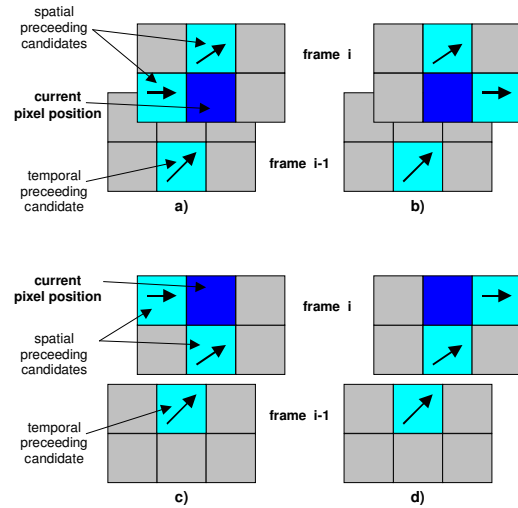 spatial
preceeding
candidates
frame i
current
pixel position
temporal
preceeding
candidate
frame i-1
a)
b)
current
pixel position
frame i
spatial
preceeding
candidates
temporal
preceeding
candidate
frame i-1
c)
d)